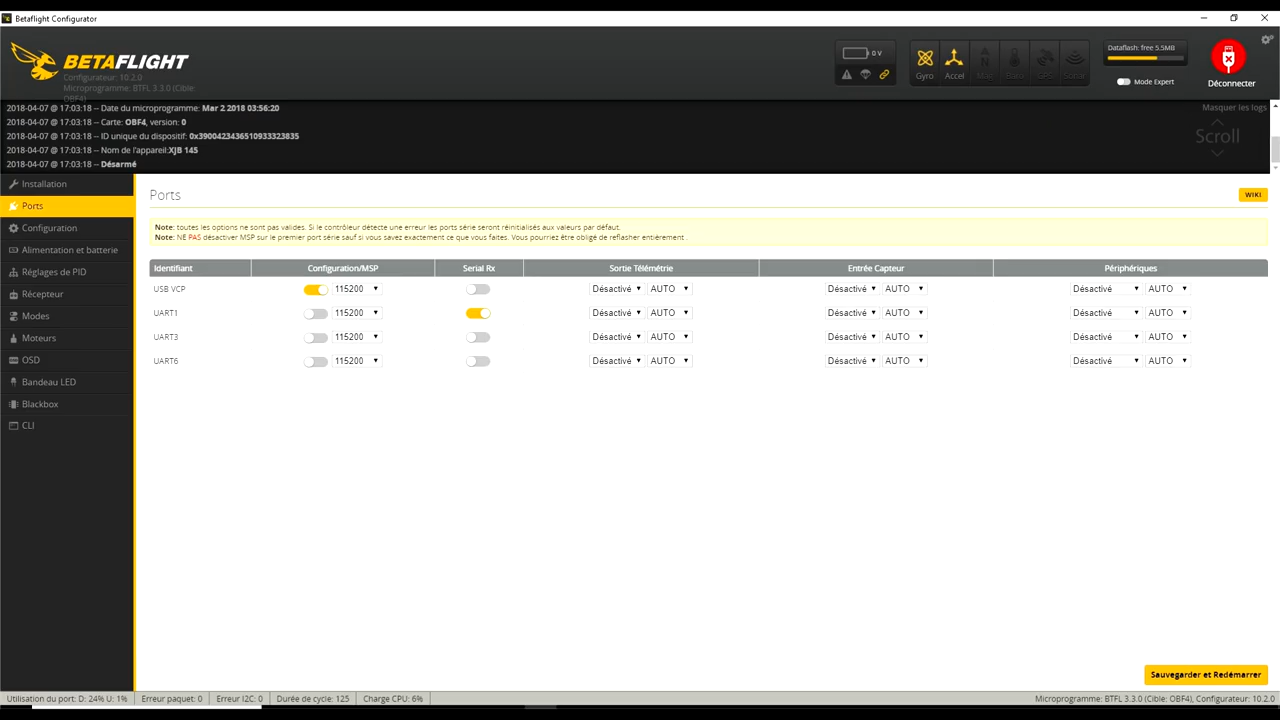 Betaflight Configurator
BETAFLIGHT
Configurateur: 10.2.0
Microprogramme: BTFL 3.3.0 (Cible:
OBF4)
0 V
Gyro Accel Mag Baro GPS Sonar
Dataflash: free 5.5MB
Mode Expert
Déconnecter
2018-04-07 @ 17:03:18 -- Date du microprogramme: Mar 2 2018 03:56:20
2018-04-07 @ 17:03:18 -- Carte: OBF4, version: 0
2018-04-07 @ 17:03:18 -- ID unique du dispositif: 0x3900423436510933323835
2018-04-07 @ 17:03:18 -- Nom de l'appareil:XJB 145
2018-04-07 @ 17:03:18 -- Désarmé
Masquer les logs
Scroll
Installation
Ports
Configuration
Alimentation et batterie
Réglages de PID
Récepteur
Modes
Moteurs
OSD
Bandeau LED
Blackbox
CLI
Ports
WIKI
Note: toutes les options ne sont pas valides. Si le contrôleur détecte une erreur les ports série seront réinitialisés aux valeurs par défaut.
Note: NE PAS désactiver MSP sur le premier port série sauf si vous savez exactement ce que vous faites. Vous pourriez être obligé de reflasher entièrement .
Identifiant Configuration/MSP Serial Rx Sortie Télémétrie Entrée Capteur Périphériques
USB VCP 115200 Désactivé AUTO Désactivé AUTO Désactivé AUTO
UART1 115200 Désactivé AUTO Désactivé AUTO Désactivé AUTO
UART3 115200 Désactivé AUTO Désactivé AUTO Désactivé AUTO
UART6 115200 Désactivé AUTO Désactivé AUTO Désactivé AUTO
Sauvegarder et Redémarrer
Utilisation du port: D: 24% U: 1% Erreur paquet: 0 Erreur I2C: 0 Durée de cycle: 125 Charge CPU: 6% Microprogramme: BTFL 3.3.0 (Cible: OBF4), Configurateur: 10.2.0